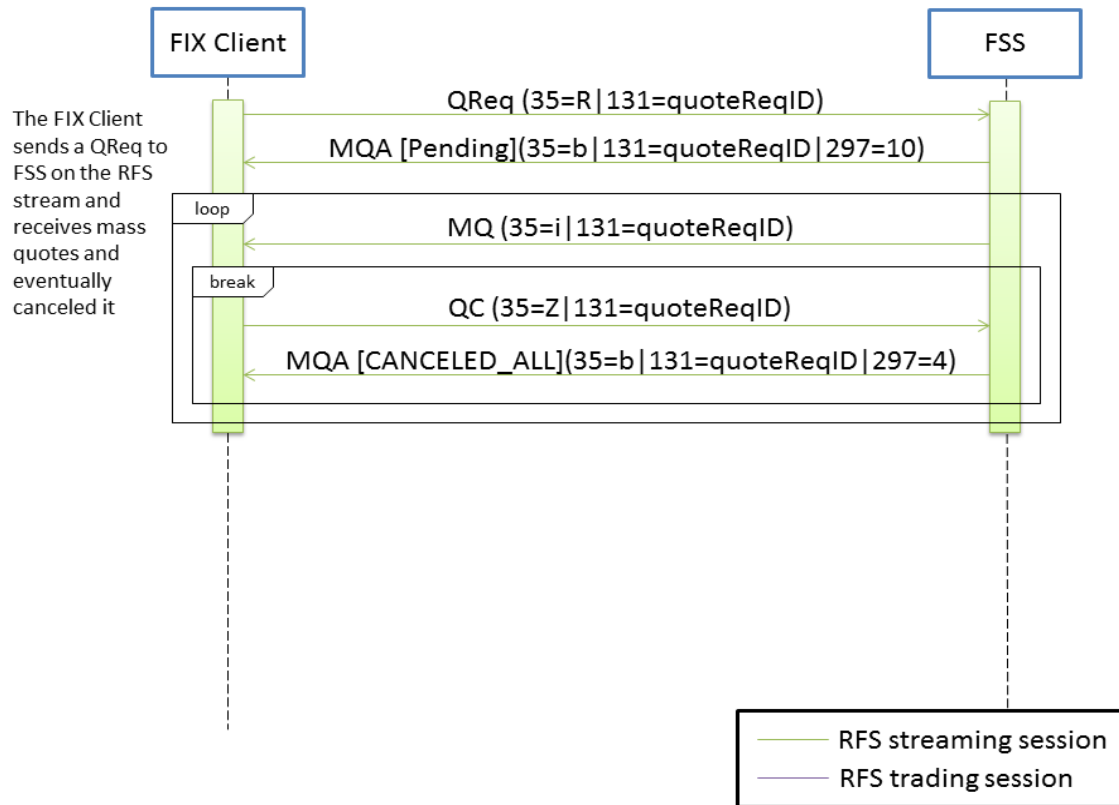 FIX Client
FSS
The FIX Client
sends a QReq to
FSS on the RFS
stream and
receives mass
quotes and
eventually
canceled it
QReq (35=R|131=quoteReqID)
MQA [Pending](35=b|131=quoteReqID|297=10)
loop
MQ (35=i|131=quoteReqID)
break
QC (35=Z|131=quoteReqID)
MQA [CANCELED_ALL](35=b|131=quoteReqID|297=4)
RFS streaming session
RFS trading session